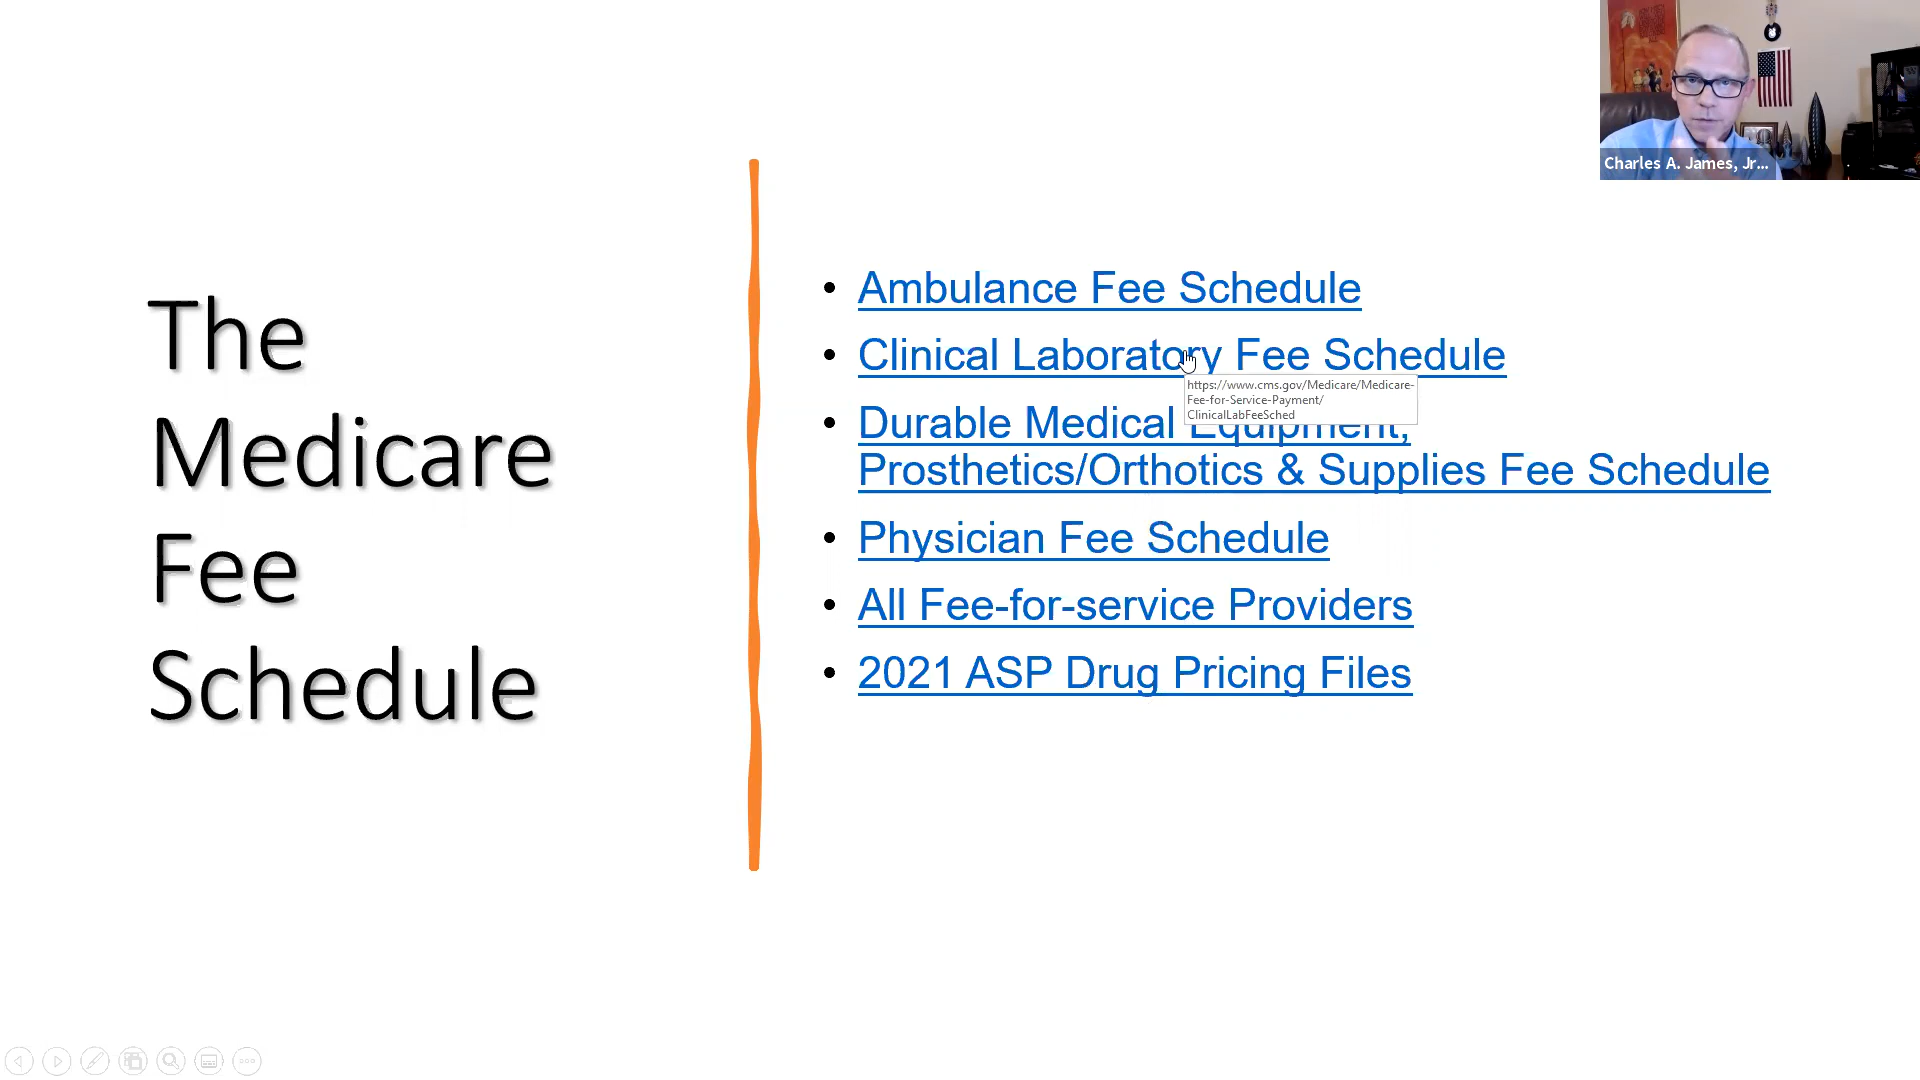 The
Medicare
Fee
Schedule
• Ambulance Fee Schedule
• Clinical Laboratory Fee Schedule
https://www.cms.gov/Medicare/Medicare-
Fee-for-Service-Payment/
ClinicalLabFeeSched
• Durable Medical Equipment,
Prosthetics/Orthotics & Supplies Fee Schedule
• Physician Fee Schedule
• All Fee-for-service Providers
• 2021 ASP Drug Pricing Files
Charles A. James, Jr...